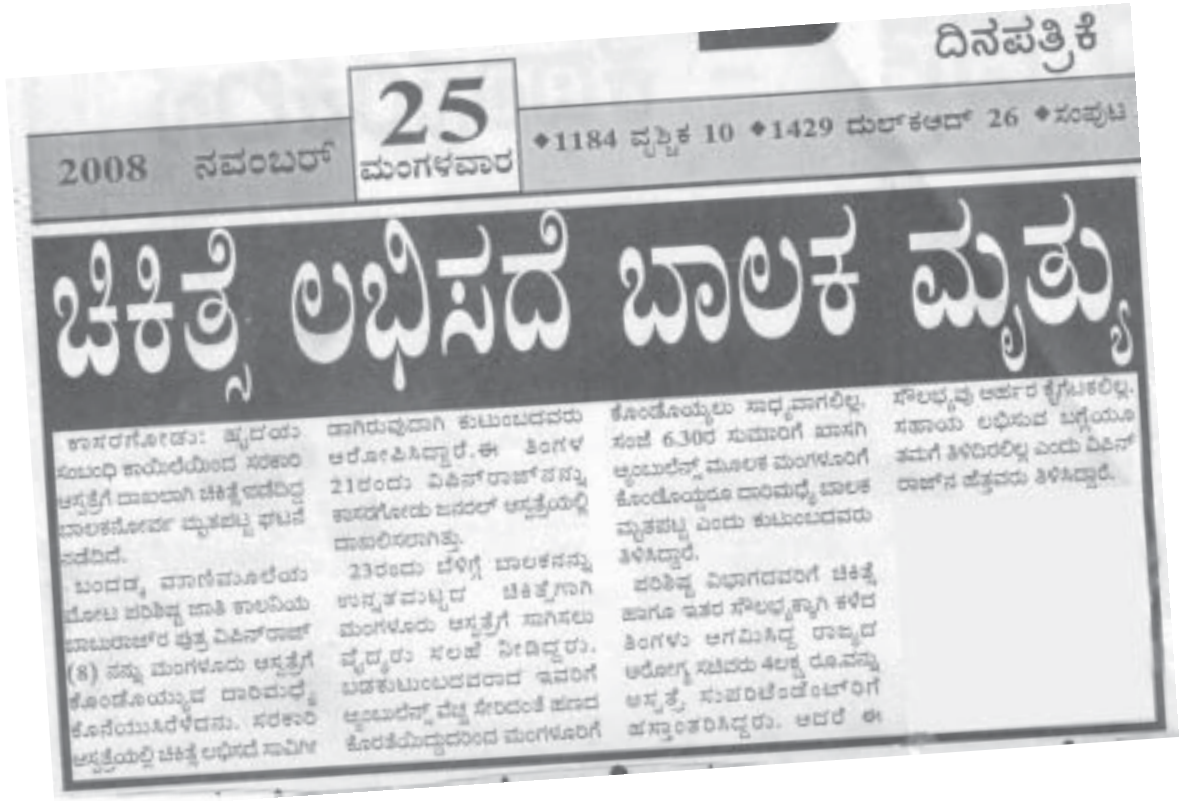 ದಿನಪತ್ರಿಕೆ
2008 ನವಂಬರ್
25
ಮಂಗಳವಾರ
◆1184 ವೃಶ್ಚಿಕ 10 ◆1429 ದುಲ್‌ಕಆದ್ 26 ◆ಸಂಪುಟ
ಚಿಕಿತ್ಸೆ ಲಭಿಸದೆ ಬಾಲಕ ಮೃತ್ಯು
ಕಾಸರಗೋಡು: ಹೃದಯ
ಸಂಬಂಧಿ ಕಾಯಿಲೆಯಿಂದ ಸರಕಾರಿ
ಆಸ್ಪತ್ರೆಗೆ ದಾಖಲಾಗಿ ಚಿಕಿತ್ಸೆ ಪಡೆದಿದ್ದ
ಬಾಲಕನೋರ್ವ ಮೃತಪಟ್ಟ ಘಟನೆ
ನಡೆದಿದೆ.
ಬಂದಡ್ಕ ಮಾಣಿಮೂಲೆಯ
ಮೋಟ ಪರಿಶಿಷ್ಟ ಜಾತಿ ಕಾಲನಿಯ
ಬಾಬುರಾಜ್‌ರ ಪುತ್ರ ವಿಪಿನ್‌ರಾಜ್
(8) ನನ್ನು ಮಂಗಳೂರು ಆಸ್ಪತ್ರೆಗೆ
ಕೊಂಡೊಯ್ಯುವ ದಾರಿಮಧ್ಯೆ
ಕೊನೆಯುಸಿರೆಳೆದನು. ಸರಕಾರಿ
ಆಸ್ಪತ್ರೆಯಲ್ಲಿ ಚಿಕಿತ್ಸೆ ಲಭಿಸದೆ ಸಾವಿಗೀ
ಡಾಗಿರುವುದಾಗಿ ಕುಟುಂಬದವರು
ಆರೋಪಿಸಿದ್ದಾರೆ.ಈ ತಿಂಗಳ
21ರಂದು ವಿಪಿನ್‌ರಾಜ್‌ನನ್ನು
ಕಾಸರಗೋಡು ಜನರಲ್ ಆಸ್ಪತ್ರೆಯಲ್ಲಿ
ದಾಖಲಿಸಲಾಗಿತ್ತು.
23ರಂದು ಬೆಳಿಗ್ಗೆ ಬಾಲಕನನ್ನು
ಉನ್ನತಮಟ್ಟದ ಚಿಕಿತ್ಸೆಗಾಗಿ
ಮಂಗಳೂರು ಆಸ್ಪತ್ರೆಗೆ ಸಾಗಿಸಲು
ವೈದ್ಯರು ಸಲಹೆ ನೀಡಿದ್ದರು.
ಬಡಕುಟುಂಬದವರಾದ ಇವರಿಗೆ
ಆ್ಯಂಬುಲೆನ್ಸ್ ವೆಚ್ಚ ಸೇರಿದಂತೆ ಹಣದ
ಕೊರತೆಯಿದ್ದುದರಿಂದ ಮಂಗಳೂರಿಗೆ
ಕೊಂಡೊಯ್ಯಲು ಸಾಧ್ಯವಾಗಲಿಲ್ಲ.
ಸಂಜೆ 6.30ರ ಸುಮಾರಿಗೆ ಖಾಸಗಿ
ಆ್ಯಂಬುಲೆನ್ಸ್ ಮೂಲಕ ಮಂಗಳೂರಿಗೆ
ಕೊಂಡೊಯ್ದರೂ ದಾರಿಮಧ್ಯೆ ಬಾಲಕ
ಮೃತಪಟ್ಟ ಎಂದು ಕುಟುಂಬದವರು
ತಿಳಿಸಿದ್ದಾರೆ.
ಪರಿಶಿಷ್ಟ ವಿಭಾಗದವರಿಗೆ ಚಿಕಿತ್ಸೆ
ಹಾಗೂ ಇತರ ಸೌಲಭ್ಯಕ್ಕಾಗಿ ಕಳೆದ
ತಿಂಗಳು ಆಗಮಿಸಿದ್ದ ರಾಜ್ಯದ
ಆರೋಗ್ಯ ಸಚಿವರು 4ಲಕ್ಷ ರೂ.ವನ್ನು
ಆಸ್ಪತ್ರೆ ಸುಪರಿಟೆಂಡೆಂಟ್‌ರಿಗೆ
ಹಸ್ತಾಂತರಿಸಿದ್ದರು. ಆದರೆ ಈ
ಸೌಲಭ್ಯವು ಅರ್ಹರ ಕೈಗೆಟಕಲಿಲ್ಲ.
ಸಹಾಯ ಲಭಿಸುವ ಬಗ್ಗೆಯೂ
ತಮಗೆ ತಿಳಿದಿರಲಿಲ್ಲ ಎಂದು ವಿಪಿನ್
ರಾಜ್‌ನ ಹೆತ್ತವರು ತಿಳಿಸಿದ್ದಾರೆ.